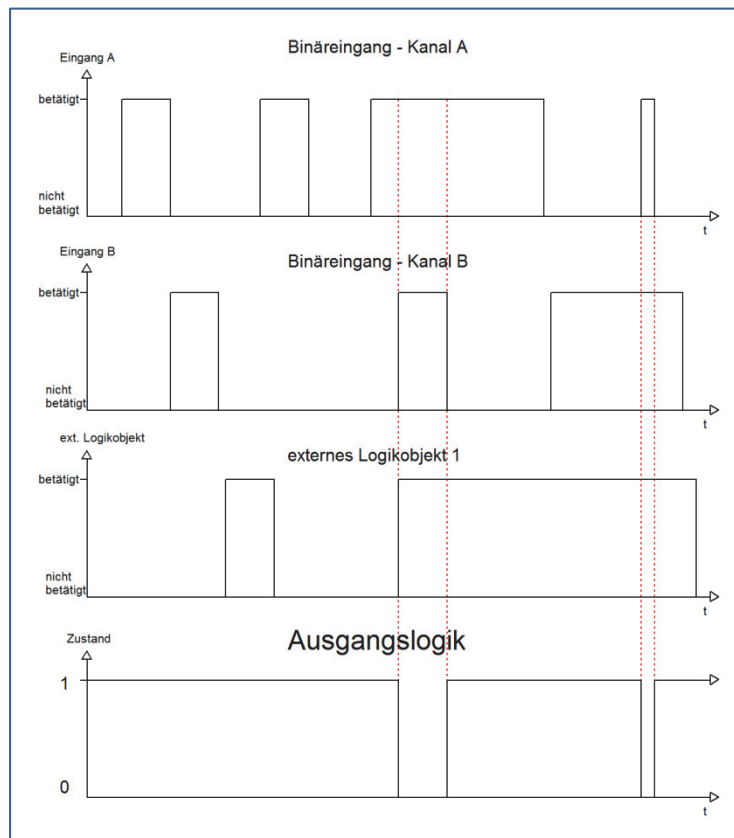 Binäreingang - Kanal A
Eingang A
betätigt
nicht
betätigt
t
Eingang B
Binäreingang - Kanal B
betätigt
nicht
betätigt
t
ext. Logikobjekt
externes Logikobjekt 1
betätigt
nicht
betätigt
t
Zustand
Ausgangslogik
1
0
t